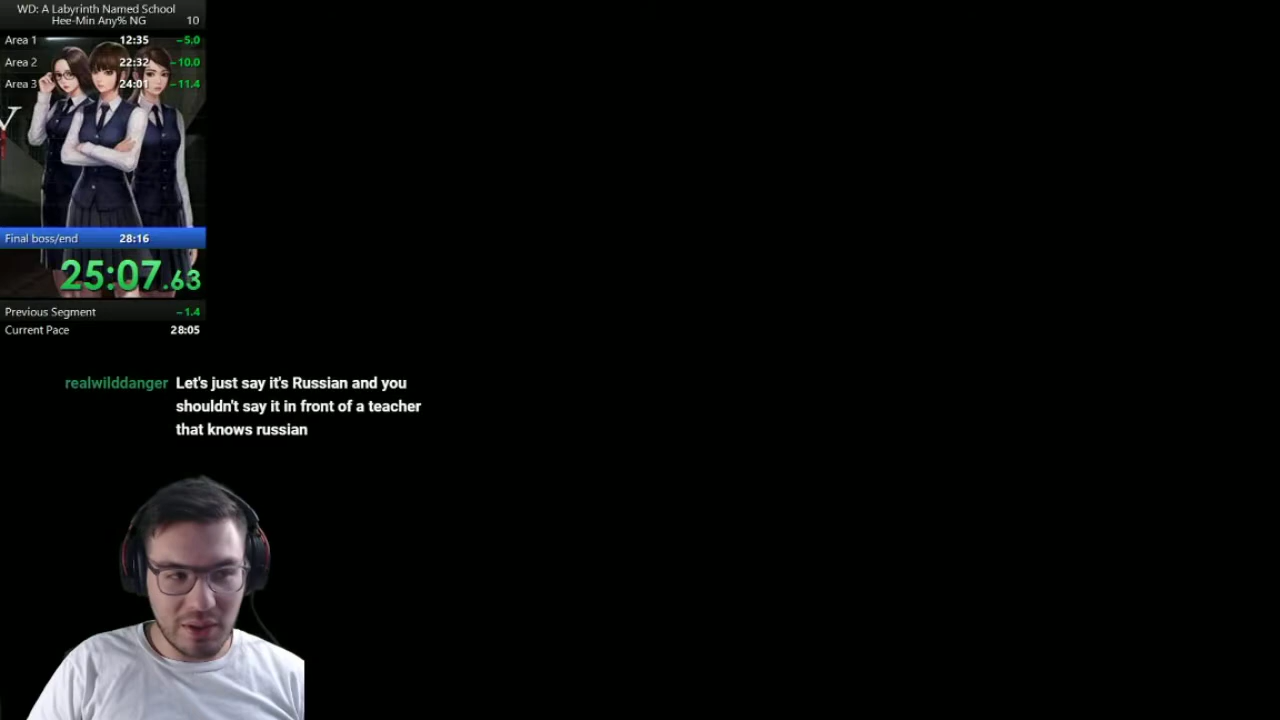 WD: A Labyrinth Named School
Hee-Min Any% NG 10
Area 1 12:35 −5.0
Area 2 22:32 −10.0
Area 3 24:01 −11.4
Final boss/end 28:16
25:07.63
Previous Segment −1.4
Current Pace 28:05
realwilddanger Let's just say it's Russian and you
shouldn't say it in front of a teacher
that knows russian